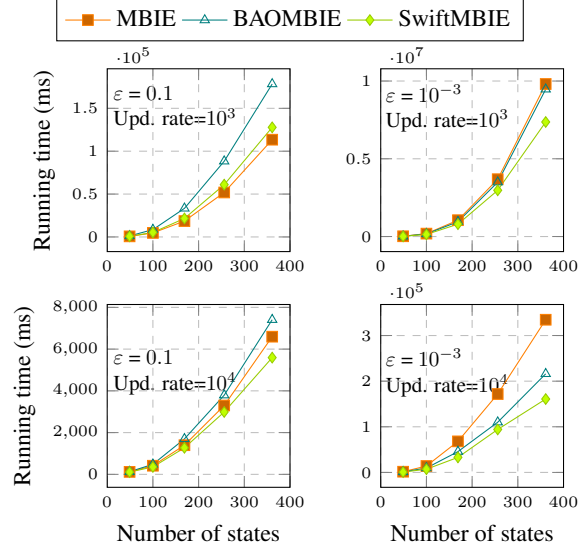 MBIE BAOMBIE SwiftMBIE
·10^5
ε = 0.1
Upd. rate=10^3
1.5
1
0.5
0
0 100 200 300 400
Running time (ms)
·10^7
ε = 10^-3
Upd. rate=10^3
1
0.5
0
0 100 200 300 400
8,000
6,000
4,000
2,000
0
ε = 0.1
Upd. rate=10^4
0 100 200 300 400
Running time (ms)
Number of states
·10^5
ε = 10^-3
Upd. rate=10^4
3
2
1
0
0 100 200 300 400
Number of states